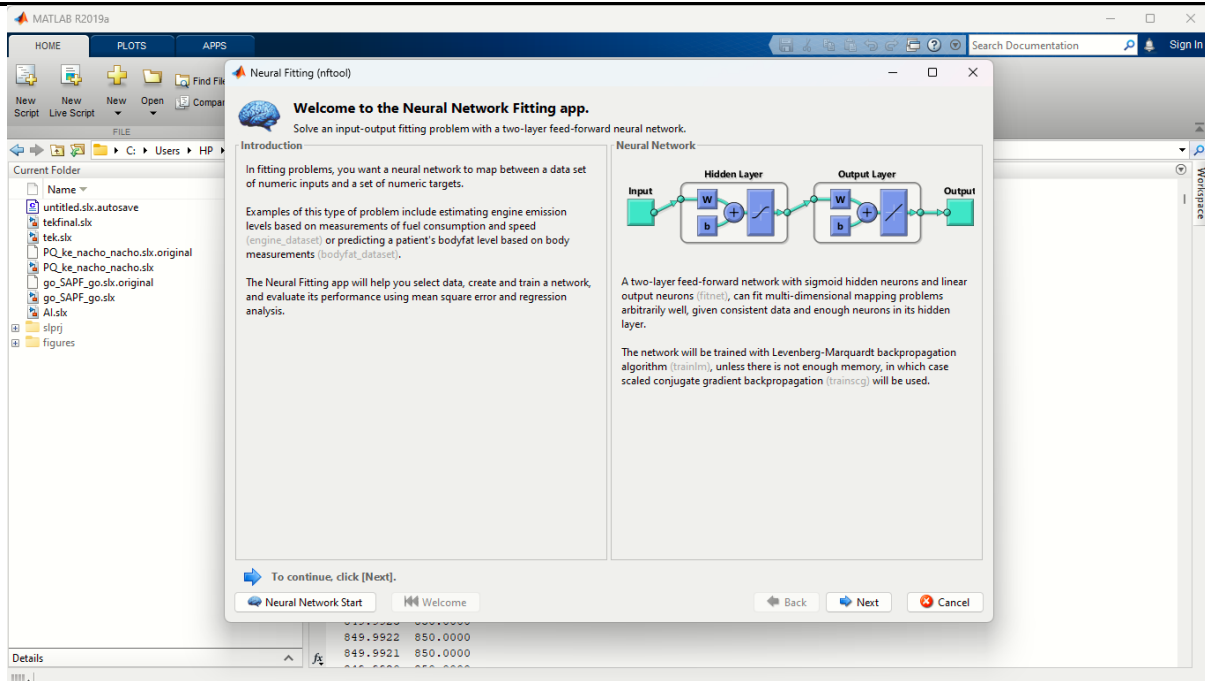 MATLAB R2019a
HOME PLOTS APPS
Search Documentation
Sign In
New Script
New Live Script
New
Open
Find File
Compar
FILE
C: Users HP
Current Folder
Workspace
Name
untitled.slx.autosave
tekfinal.slx
tek.slx
PQ_ke_nacho_nacho.slx.original
PQ_ke_nacho_nacho.slx
go_SAPF_go.slx.original
go_SAPF_go.slx
AI.slx
slprj
figures
Details
Neural Fitting (nftool)
Welcome to the Neural Network Fitting app.
Solve an input-output fitting problem with a two-layer feed-forward neural network.
Introduction
In fitting problems, you want a neural network to map between a data set
of numeric inputs and a set of numeric targets.
Examples of this type of problem include estimating engine emission
levels based on measurements of fuel consumption and speed
(engine_dataset) or predicting a patient's bodyfat level based on body
measurements (bodyfat_dataset).
The Neural Fitting app will help you select data, create and train a network,
and evaluate its performance using mean square error and regression
analysis.
Neural Network
Hidden Layer Output Layer
Input Output
W W
b b
A two-layer feed-forward network with sigmoid hidden neurons and linear
output neurons (fitnet), can fit multi-dimensional mapping problems
arbitrarily well, given consistent data and enough neurons in its hidden
layer.
The network will be trained with Levenberg-Marquardt backpropagation
algorithm (trainlm), unless there is not enough memory, in which case
scaled conjugate gradient backpropagation (trainscg) will be used.
To continue, click [Next].
Neural Network Start Welcome Back Next Cancel
849.9922 850.0000
fx 849.9921 850.0000